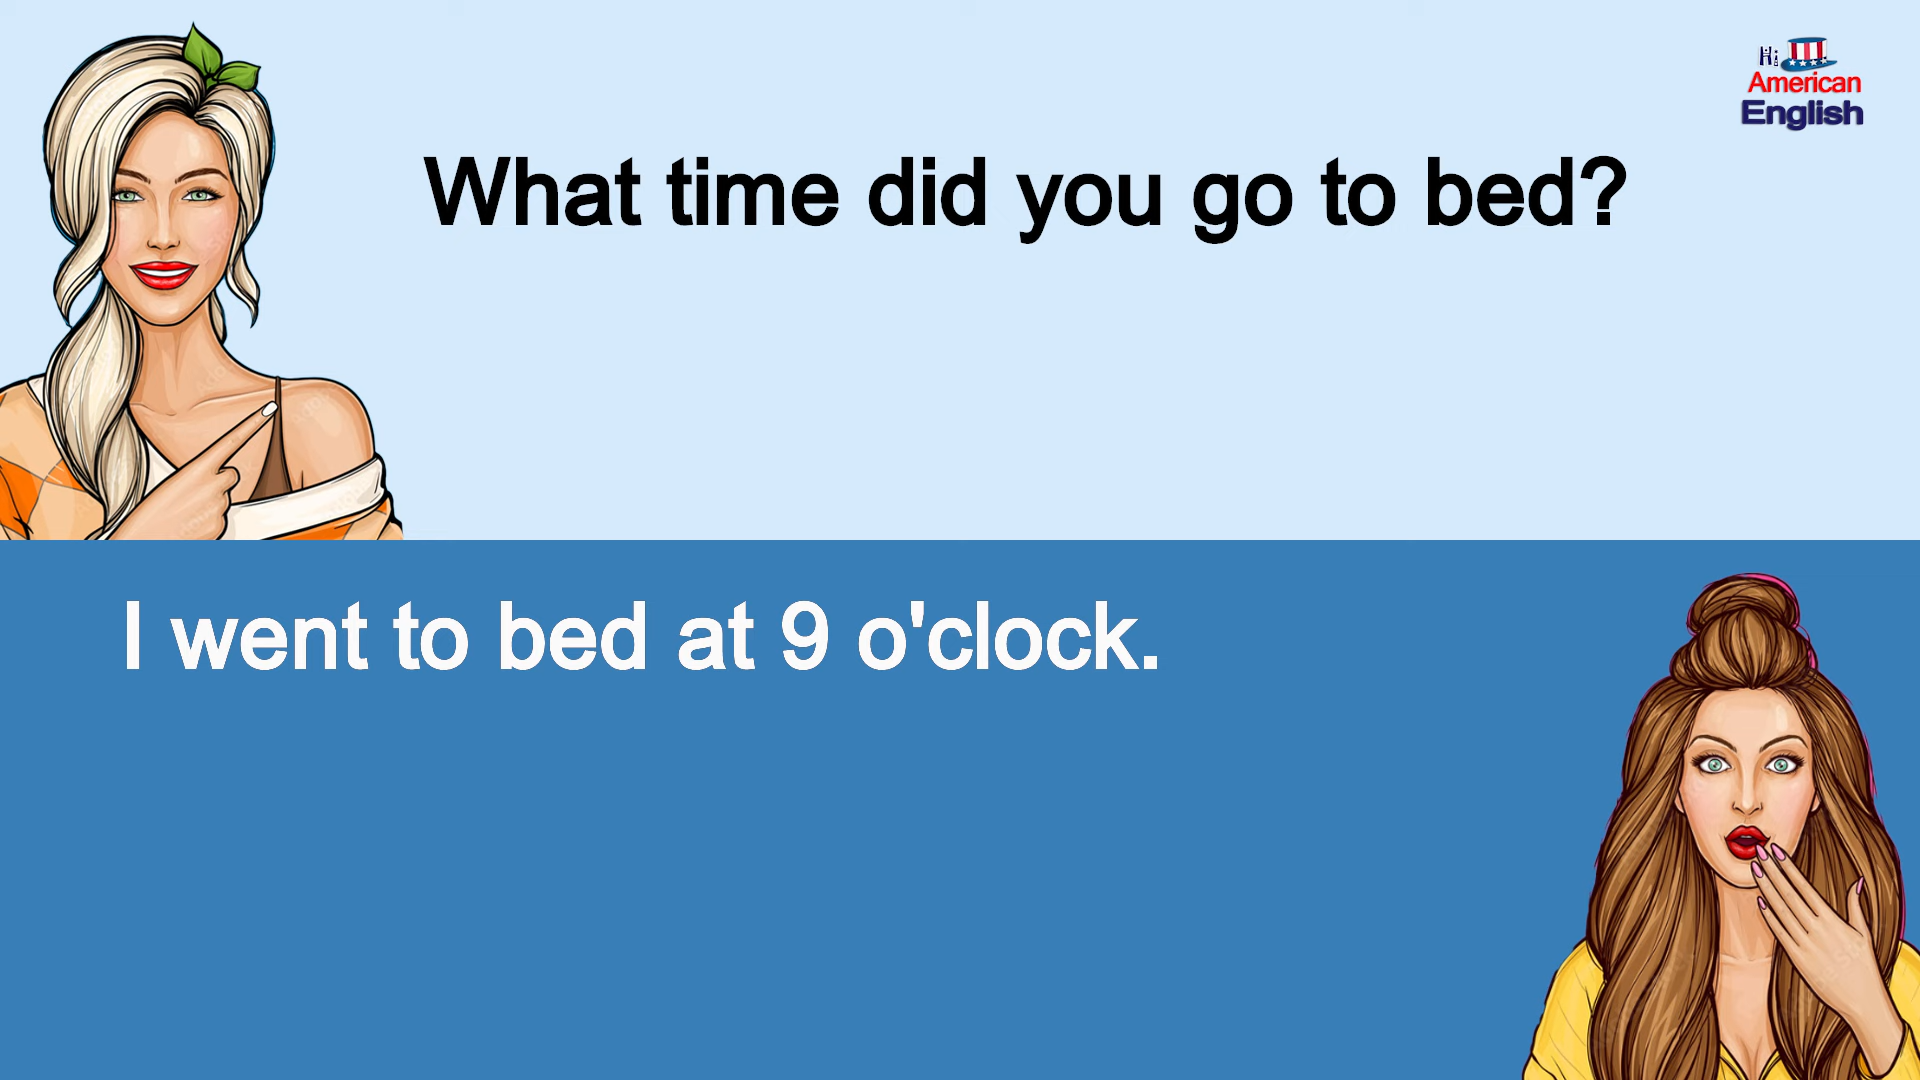 Hi
American
English
What time did you go to bed?
I went to bed at 9 o'clock.